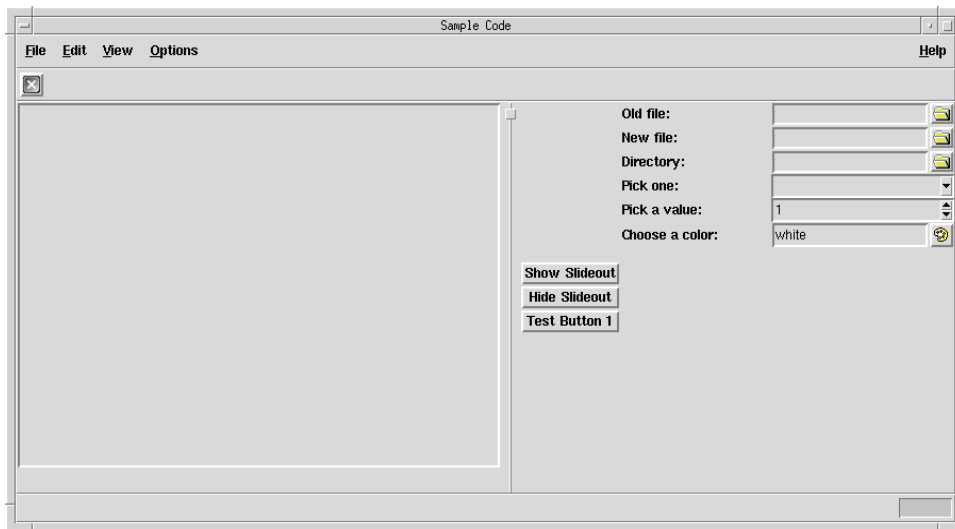 Sample Code
File Edit View Options Help
Old file:
New file:
Directory:
Pick one:
Pick a value: 1
Choose a color: white
Show Slideout
Hide Slideout
Test Button 1